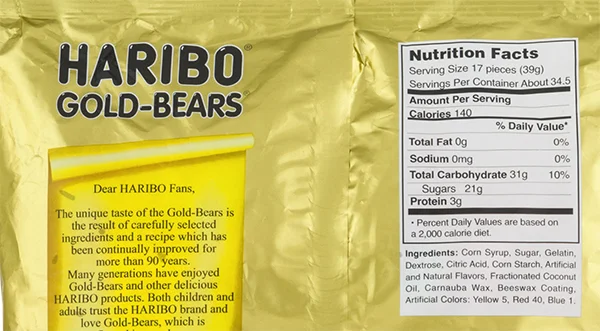 HARIBO®
GOLD-BEARS®
Dear HARIBO Fans,
The unique taste of the Gold-Bears is
the result of carefully selected
ingredients and a recipe which has
been continually improved for
more than 90 years.
Many generations have enjoyed
Gold-Bears and other delicious
HARIBO products. Both children and
adults trust the HARIBO brand and
love Gold-Bears, which is
Nutrition Facts
Serving Size 17 pieces (39g)
Servings Per Container About 34.5
Amount Per Serving
Calories 140
% Daily Value*
Total Fat 0g 0%
Sodium 0mg 0%
Total Carbohydrate 31g 10%
Sugars 21g
Protein 3g
* Percent Daily Values are based on
a 2,000 calorie diet.
Ingredients: Corn Syrup, Sugar, Gelatin,
Dextrose, Citric Acid, Corn Starch, Artificial
and Natural Flavors, Fractionated Coconut
Oil, Carnauba Wax, Beeswax Coating,
Artificial Colors: Yellow 5, Red 40, Blue 1.